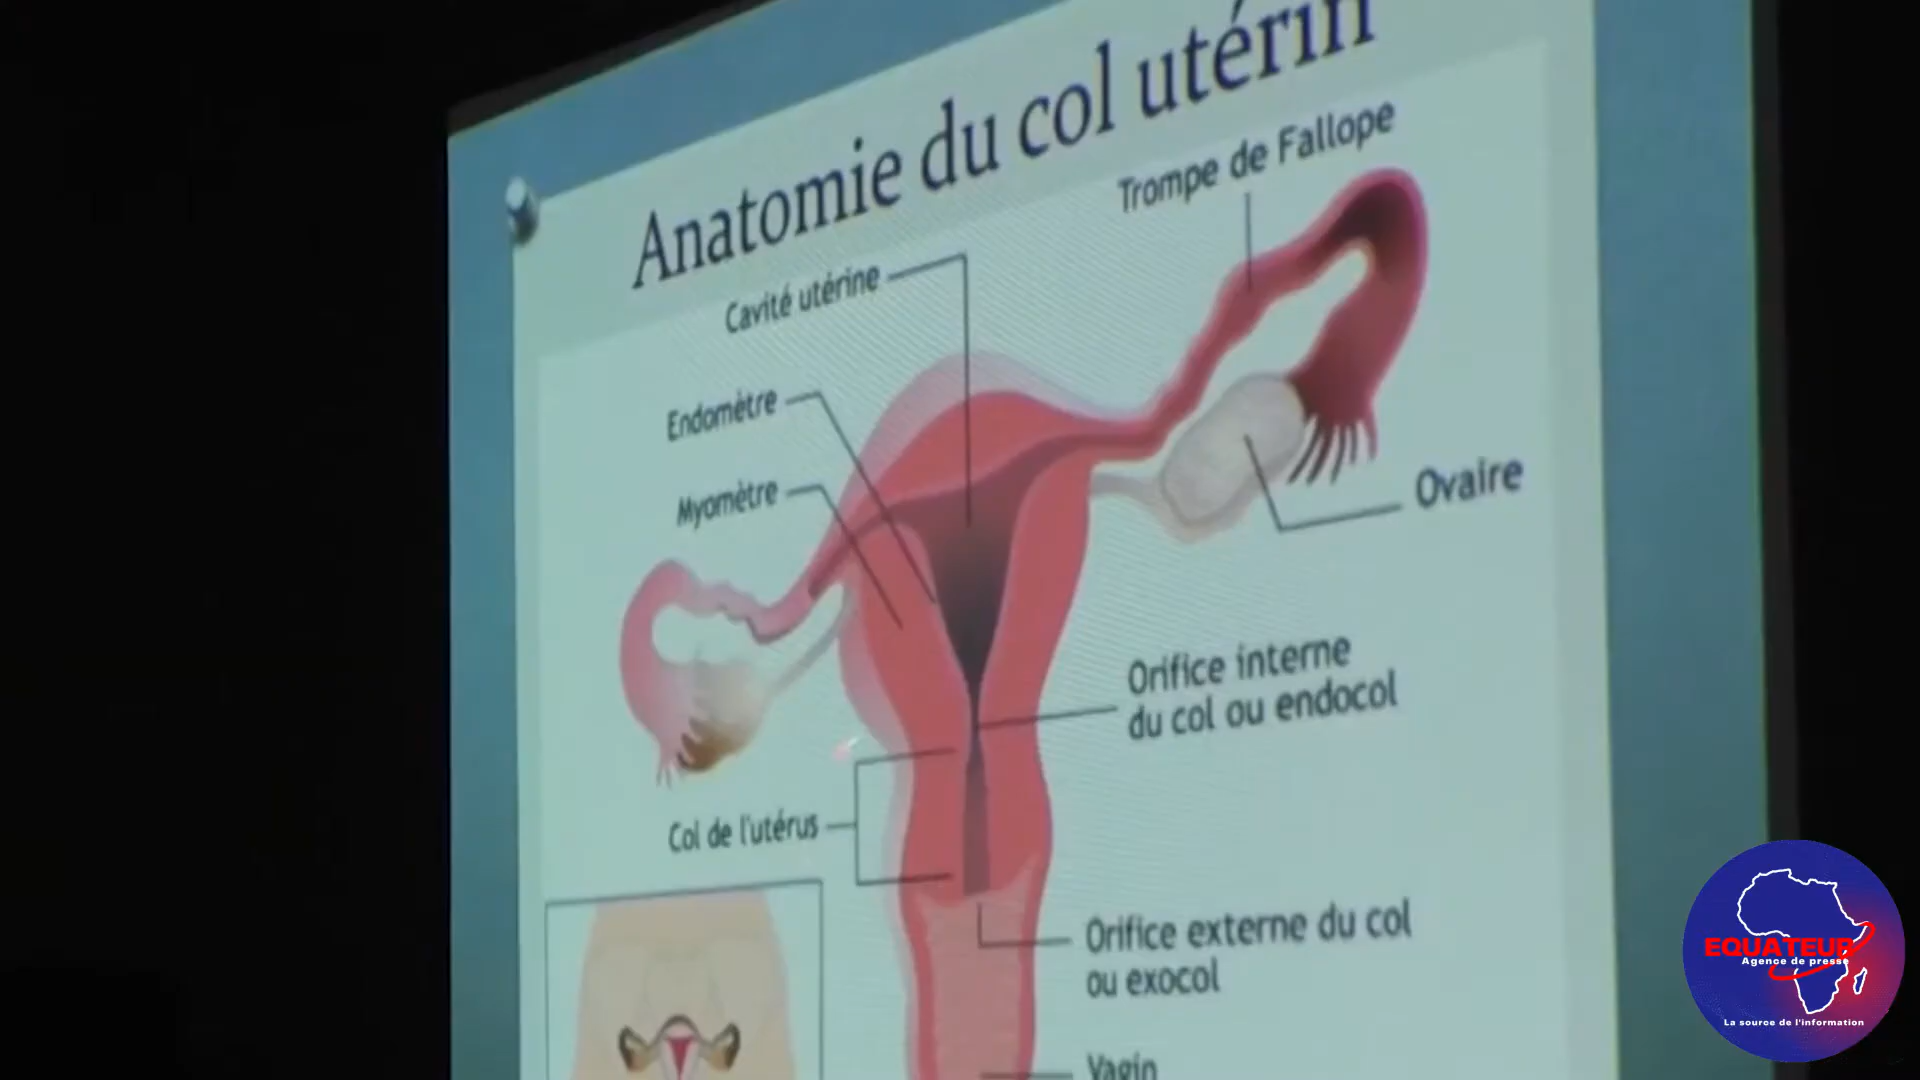 Anatomie du col utérin
Trompe de Fallope
Cavité utérine
Endomètre
Myomètre
Ovaire
Orifice interne
du col ou endocol
Col de l'utérus
Orifice externe du col
ou exocol
Vagin
EQUATEUR
Agence de presse
La source de l'information